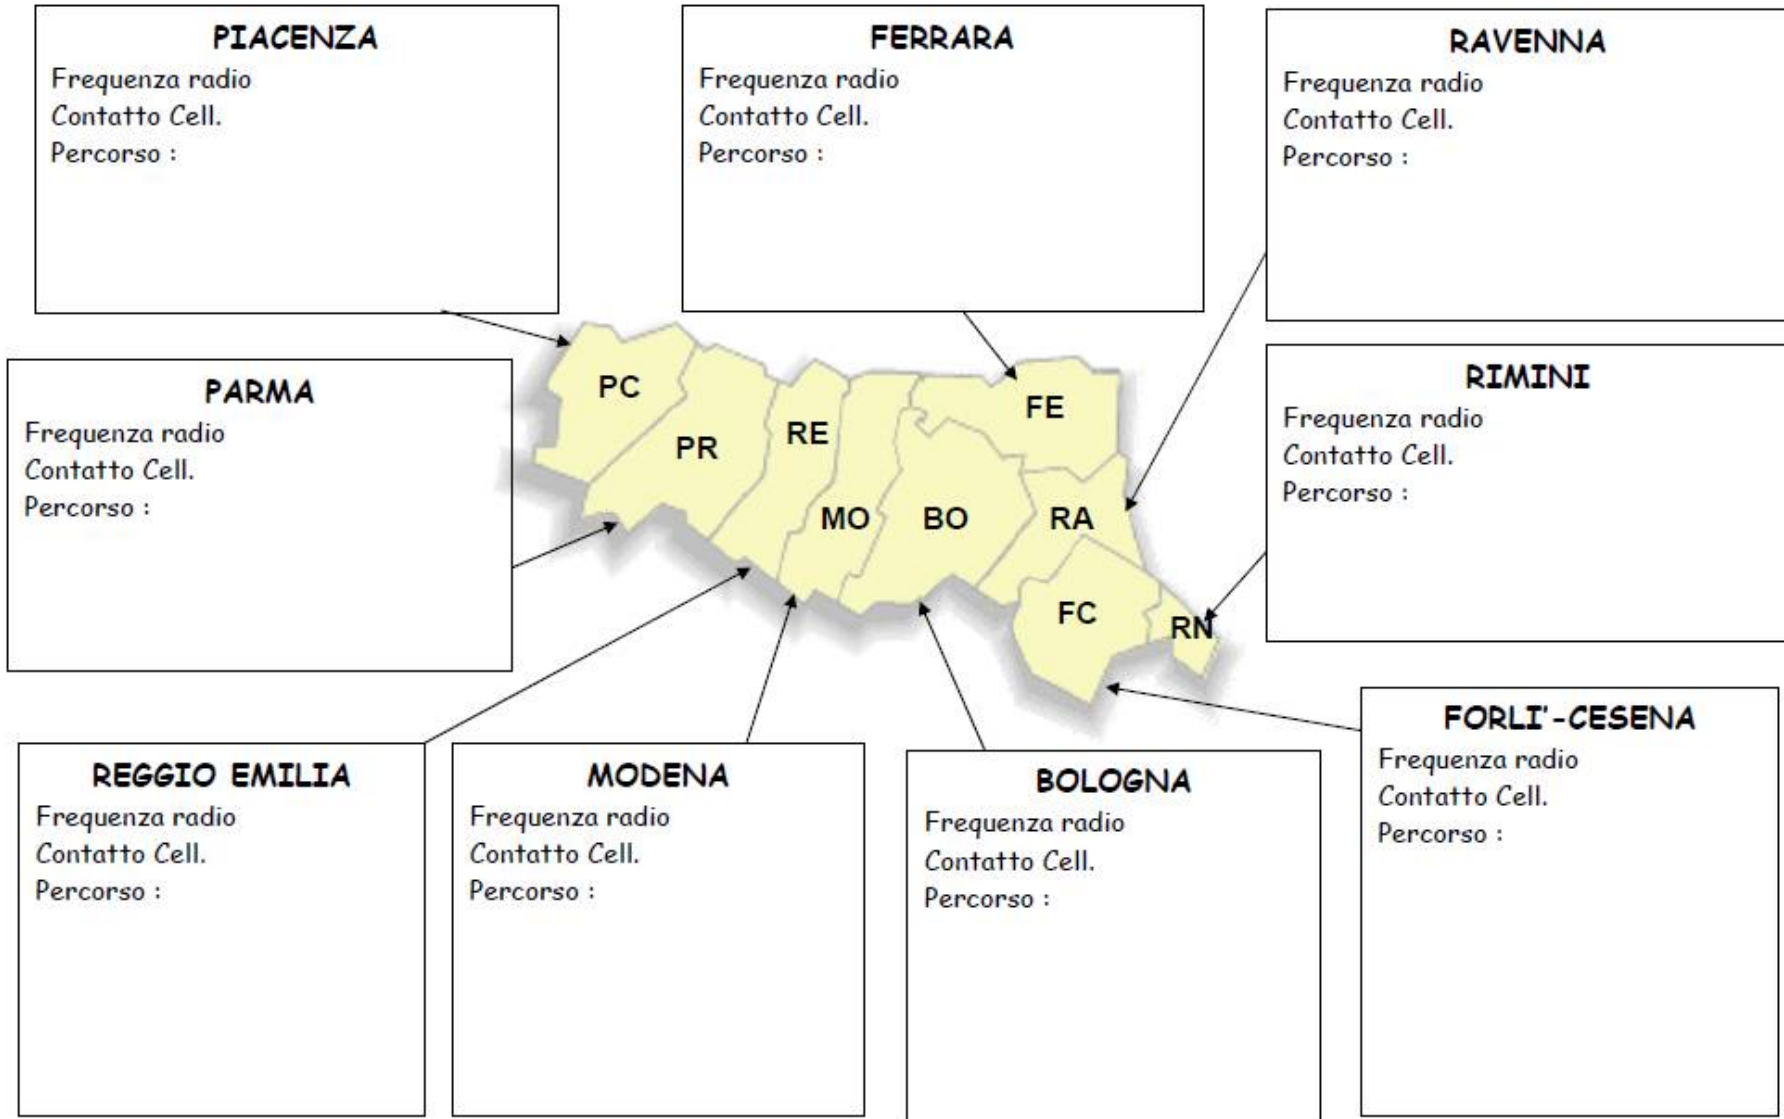 PIACENZA
Frequenza radio
Contatto Cell.
Percorso :
FERRARA
Frequenza radio
Contatto Cell.
Percorso :
RAVENNA
Frequenza radio
Contatto Cell.
Percorso :
PARMA
Frequenza radio
Contatto Cell.
Percorso :
RIMINI
Frequenza radio
Contatto Cell.
Percorso :
PC
PR
RE
MO
BO
FE
RA
FC
RN
REGGIO EMILIA
Frequenza radio
Contatto Cell.
Percorso :
MODENA
Frequenza radio
Contatto Cell.
Percorso :
BOLOGNA
Frequenza radio
Contatto Cell.
Percorso :
FORLI'-CESENA
Frequenza radio
Contatto Cell.
Percorso :